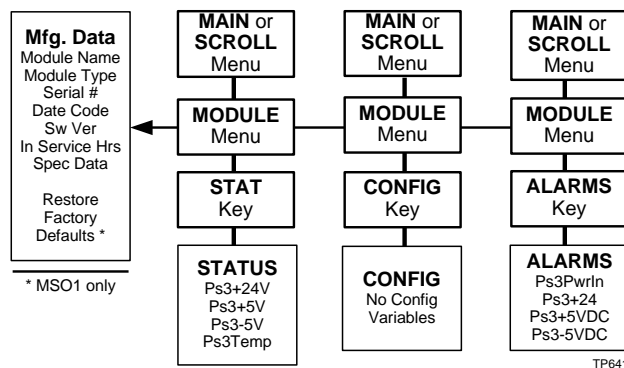 Mfg. Data
Module Name
Module Type
Serial #
Date Code
Sw Ver
In Service Hrs
Spec Data
Restore
Factory
Defaults *
* MSO1 only
MAIN or
SCROLL
Menu
MODULE
Menu
STAT
Key
STATUS
Ps3+24V
Ps3+5V
Ps3-5V
Ps3Temp
MAIN or
SCROLL
Menu
MODULE
Menu
CONFIG
Key
CONFIG
No Config
Variables
MAIN or
SCROLL
Menu
MODULE
Menu
ALARMS
Key
ALARMS
Ps3PwrIn
Ps3+24
Ps3+5VDC
Ps3-5VDC